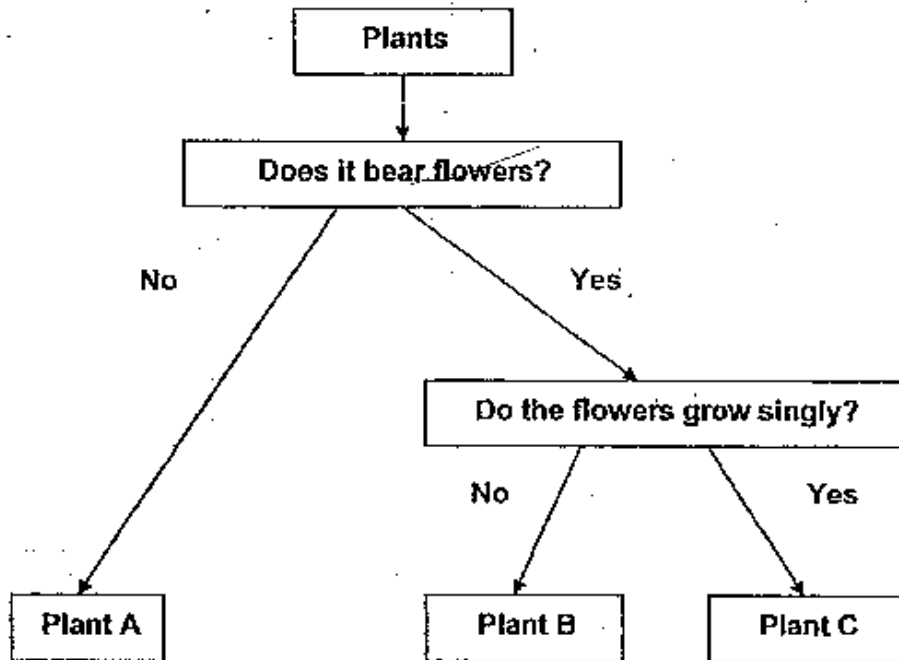 Plants
Does it bear flowers?
No
Yes
Do the flowers grow singly?
No
Yes
Plant A
Plant B
Plant C